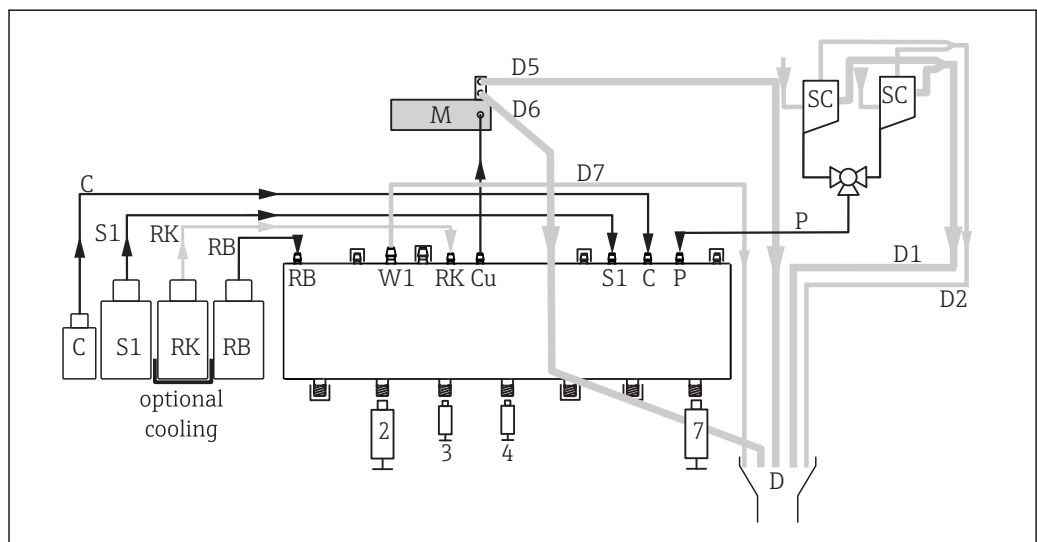 D5
M
D6
SC
SC
D7
C
P
S1
RK
RB
D1
RB
W1
RK
Cu
S1
C
P
D2
C
S1
RK
RB
optional
cooling
2
3
4
7
D